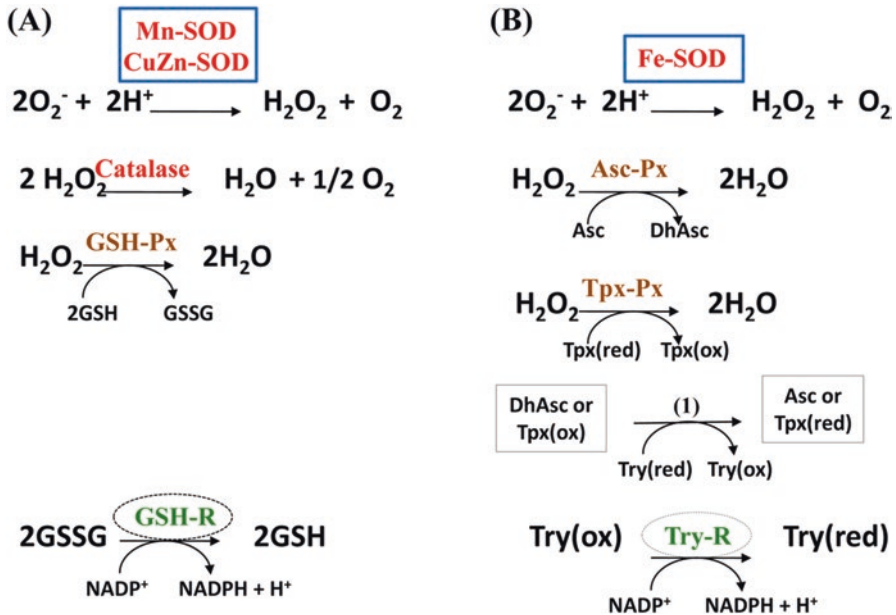 (A)
Mn-SOD
CuZn-SOD
2O₂⁻ + 2H⁺ H₂O₂ + O₂
2 H₂O₂ Catalase H₂O + 1/2 O₂
H₂O₂ GSH-Px 2H₂O
2GSH GSSG
2GSSG GSH-R 2GSH
NADP⁺ NADPH + H⁺
(B)
Fe-SOD
2O₂⁻ + 2H⁺ H₂O₂ + O₂
H₂O₂ Asc-Px 2H₂O
Asc DhAsc
H₂O₂ Tpx-Px 2H₂O
Tpx(red) Tpx(ox)
DhAsc or
Tpx(ox)
(1)
Asc or
Tpx(red)
Try(red) Try(ox)
Try(ox) Try-R Try(red)
NADP⁺ NADPH + H⁺